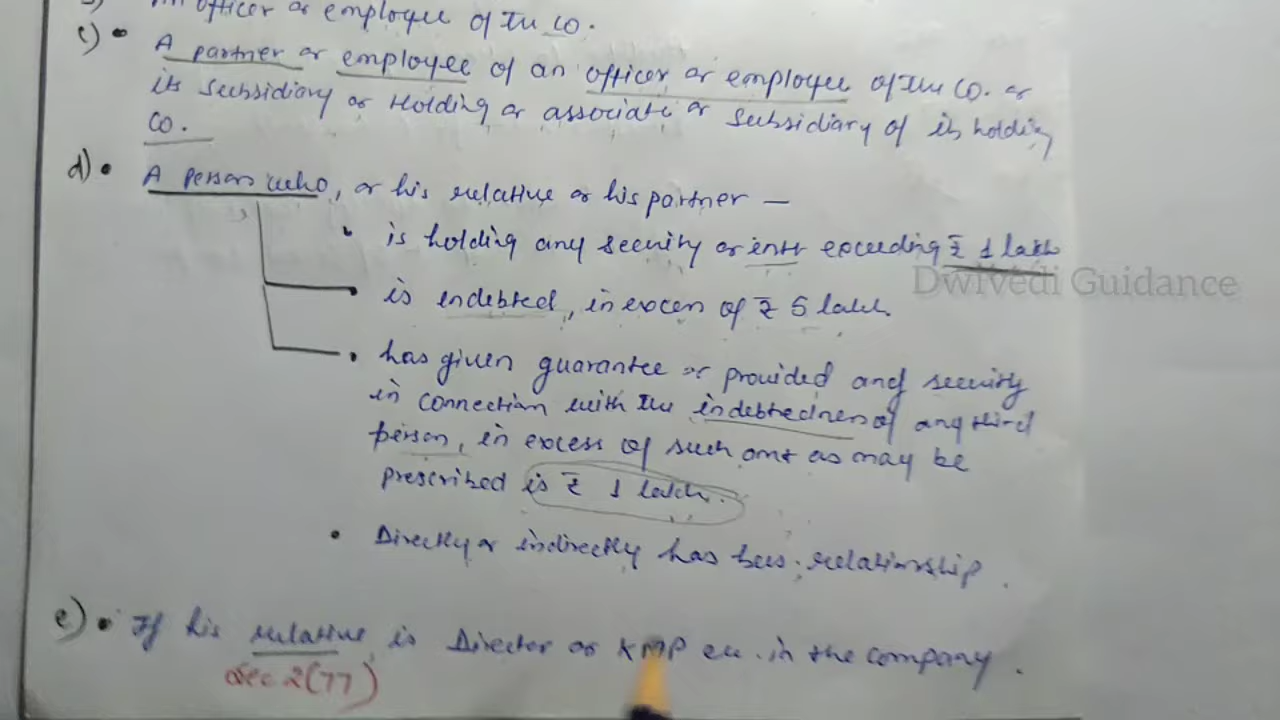 officer or employee of the co.
c) • A partner or employee of an officer or employee of the co. or
its subsidiary or Holding or associate or subsidiary of its holding
co.
d) • A person who, or his relative or his partner —
• is holding any security or intr exceeding ₹ 1 lakh
Dwivedi Guidance
• is indebted, in excess of ₹ 5 lakh.
• has given guarantee or provided any security
in connection with the indebtedness of any third
person, in excess of such amt as may be
prescribed is ₹ 1 lakh.
• Directly or indirectly has bus. relationship.
e) • If his relative is Director or KMP in the company.
Sec 2(77)